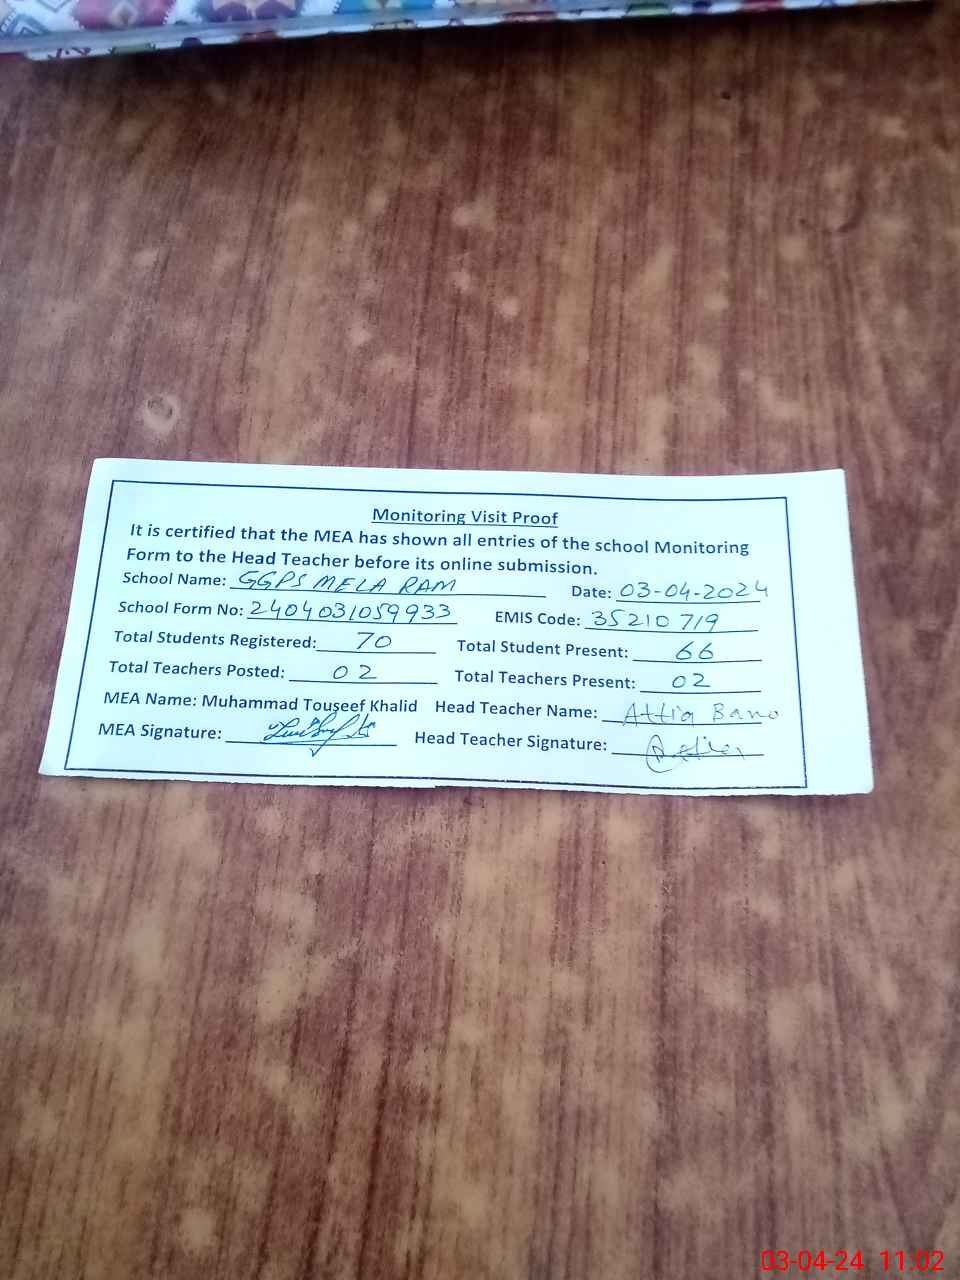 Monitoring Visit Proof
It is certified that the MEA has shown all entries of the school Monitoring
Form to the Head Teacher before its online submission.
School Name: GGPS MELA RAM Date: 03-04-2024
School Form No: 2404031059933 EMIS Code: 35210719
Total Students Registered: 70 Total Student Present: 66
Total Teachers Posted: 02 Total Teachers Present: 02
MEA Name: Muhammad Touseef Khalid Head Teacher Name: Attiq Bano
MEA Signature: Head Teacher Signature:
03-04-24 11:02